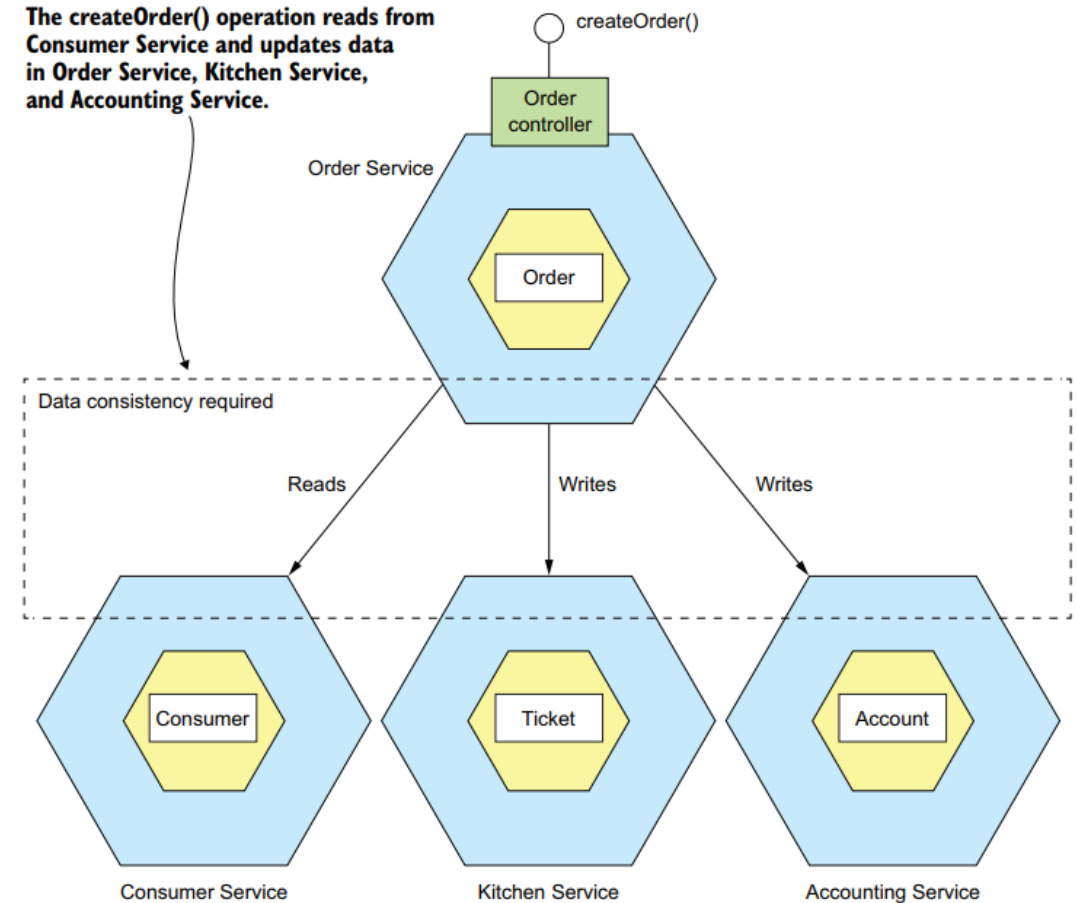 The createOrder() operation reads from
Consumer Service and updates data
in Order Service, Kitchen Service,
and Accounting Service.
createOrder()
Order
controller
Order Service
Order
Data consistency required
Reads
Writes
Writes
Consumer
Ticket
Account
Consumer Service
Kitchen Service
Accounting Service